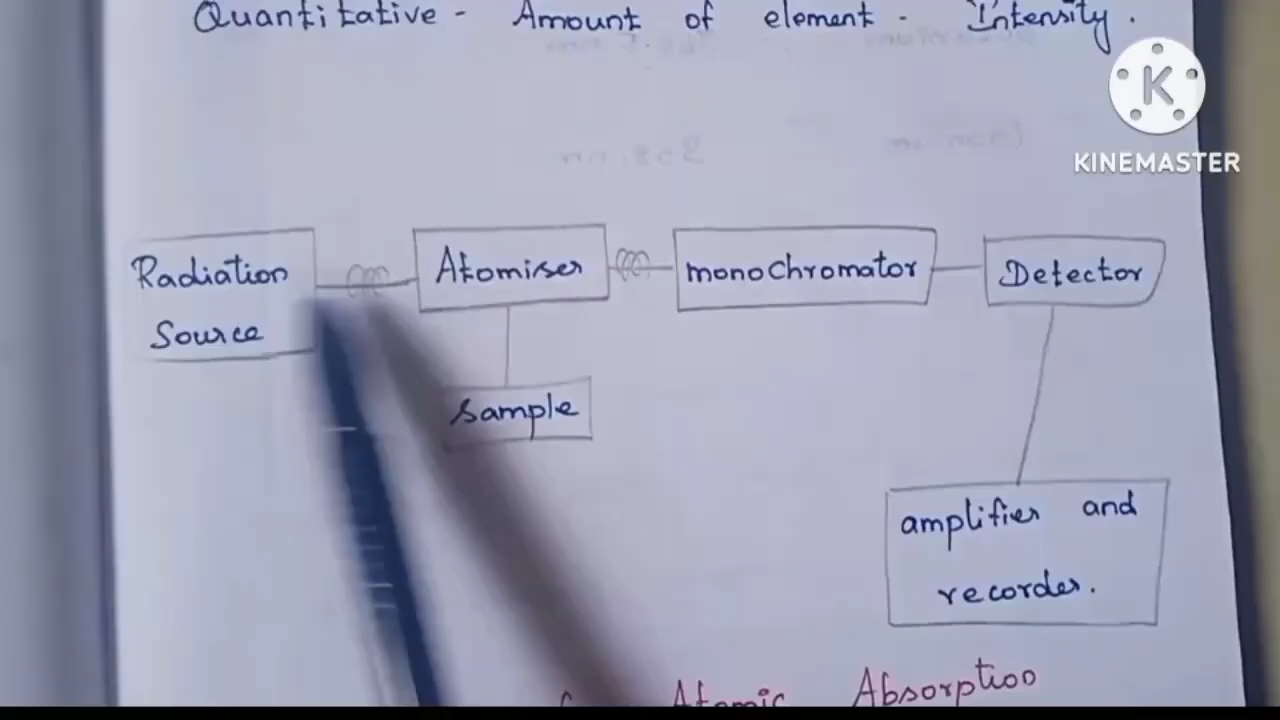 Quantitative - Amount of element - Intensity.
K
KINEMASTER
Radiation
Source
Atomiser
monochromator
Detector
sample
amplifier and
recorder.
Atomic Absorption